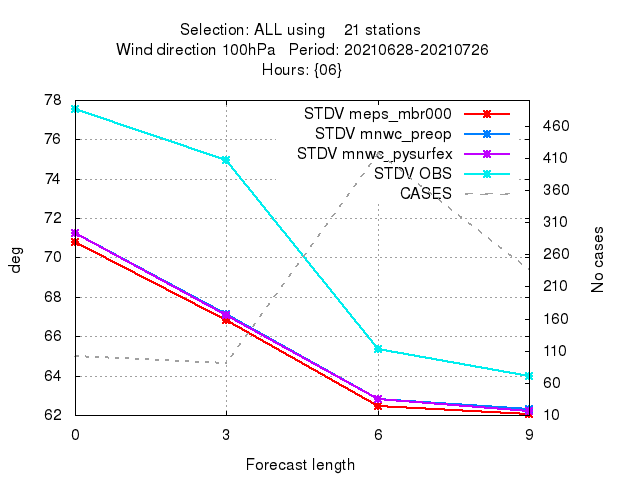 Selection: ALL using 21 stations
Wind direction 100hPa Period: 20210628-20210726
Hours: {06}
STDV meps_mbr000
STDV mnwc_preop
STDV mnwc_pysurfex
STDV OBS
CASES
78
76
74
72
70
68
66
64
62
deg
460
410
360
310
260
210
160
110
60
10
No cases
0 3 6 9
Forecast length